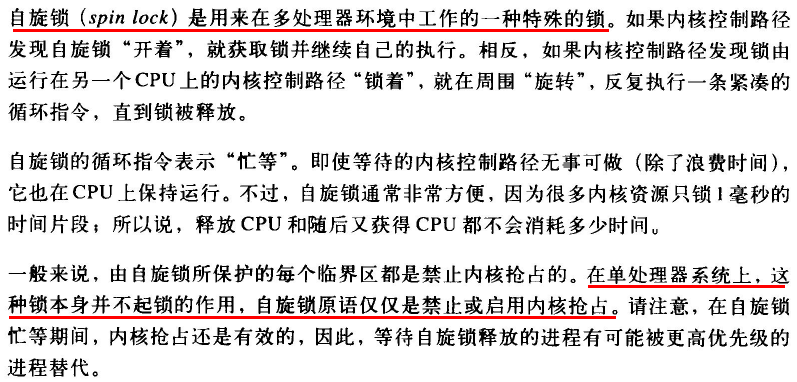 自旋锁（spin lock）是用来在多处理器环境中工作的一种特殊的锁。如果内核控制路径
发现自旋锁“开着”，就获取锁并继续自己的执行。相反，如果内核控制路径发现锁由
运行在另一个CPU上的内核控制路径“锁着”，就在周围“旋转”，反复执行一条紧凑的
循环指令，直到锁被释放。
自旋锁的循环指令表示“忙等”。即使等待的内核控制路径无事可做（除了浪费时间），
它也在CPU上保持运行。不过，自旋锁通常非常方便，因为很多内核资源只锁1毫秒的
时间片段；所以说，释放CPU和随后又获得CPU都不会消耗多少时间。
一般来说，由自旋锁所保护的每个临界区都是禁止内核抢占的。在单处理器系统上，这
种锁本身并不起锁的作用，自旋锁原语仅仅是禁止或启用内核抢占。请注意，在自旋锁
忙等期间，内核抢占还是有效的，因此，等待自旋锁释放的进程有可能被更高优先级的
进程替代。